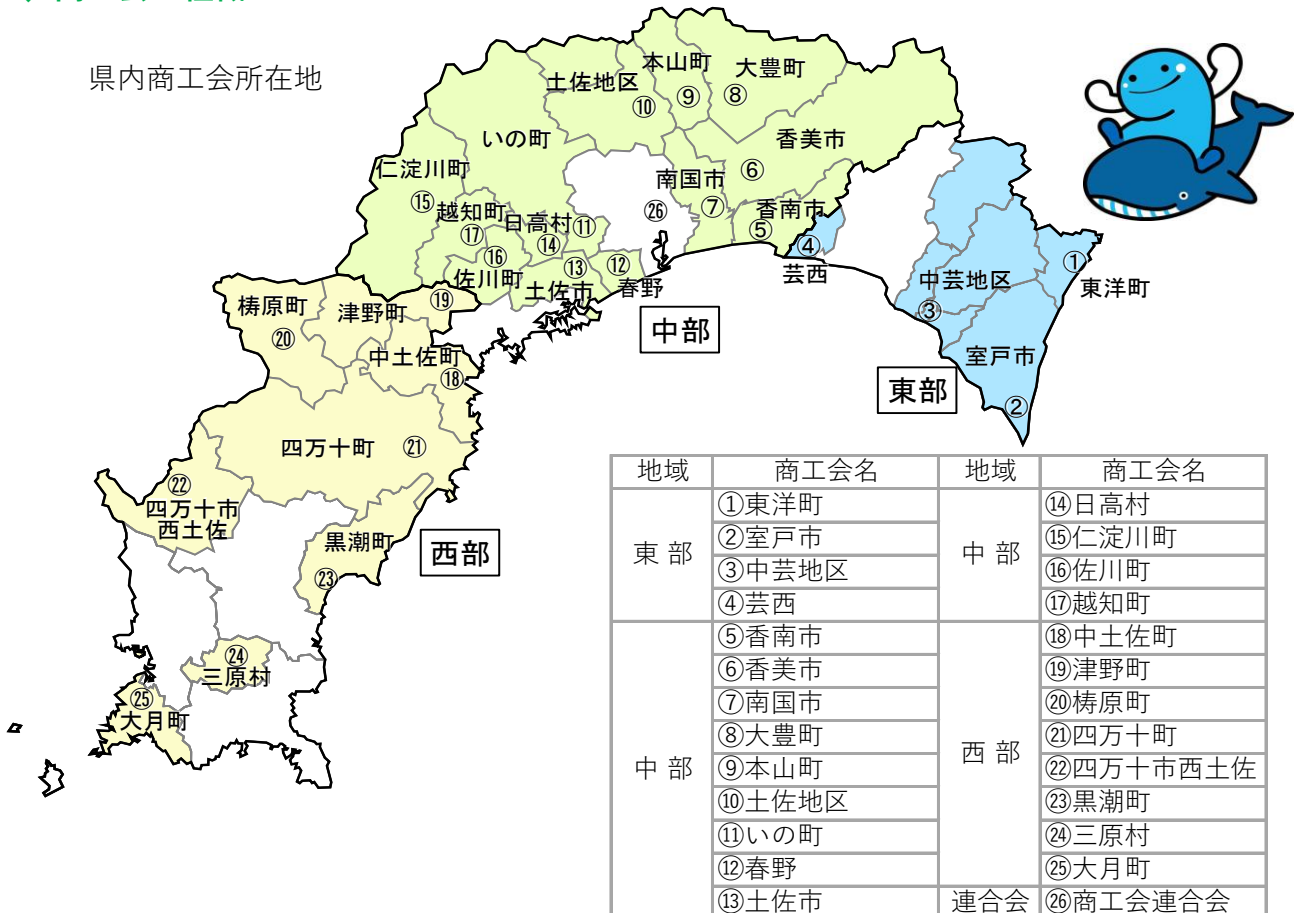 県内商工会所在地
本山町
⑨
大豊町
⑧
土佐地区
⑩
いの町
香美市
⑥
仁淀川町
⑮
南国市
⑦
越知町
⑰
日高村
⑭
⑪
㉖
香南市
⑤
④
芸西
⑯
佐川町
⑬
土佐市
⑫
春野
中芸地区
③
①
東洋町
室戸市
②
中部
東部
梼原町
⑳
津野町
⑲
中土佐町
⑱
四万十町
㉑
㉒
四万十市
西土佐
黒潮町
㉓
西部
㉔
三原村
㉕
大月町
地域 商工会名 地域 商工会名
東部 ①東洋町 中部 ⑭日高村
②室戸市 ⑮仁淀川町
③中芸地区 ⑯佐川町
④芸西 ⑰越知町
中部 ⑤香南市 西部 ⑱中土佐町
⑥香美市 ⑲津野町
⑦南国市 ⑳梼原町
⑧大豊町 ㉑四万十町
⑨本山町 ㉒四万十市西土佐
⑩土佐地区 ㉓黒潮町
⑪いの町 ㉔三原村
⑫春野 ㉕大月町
⑬土佐市 連合会 ㉖商工会連合会